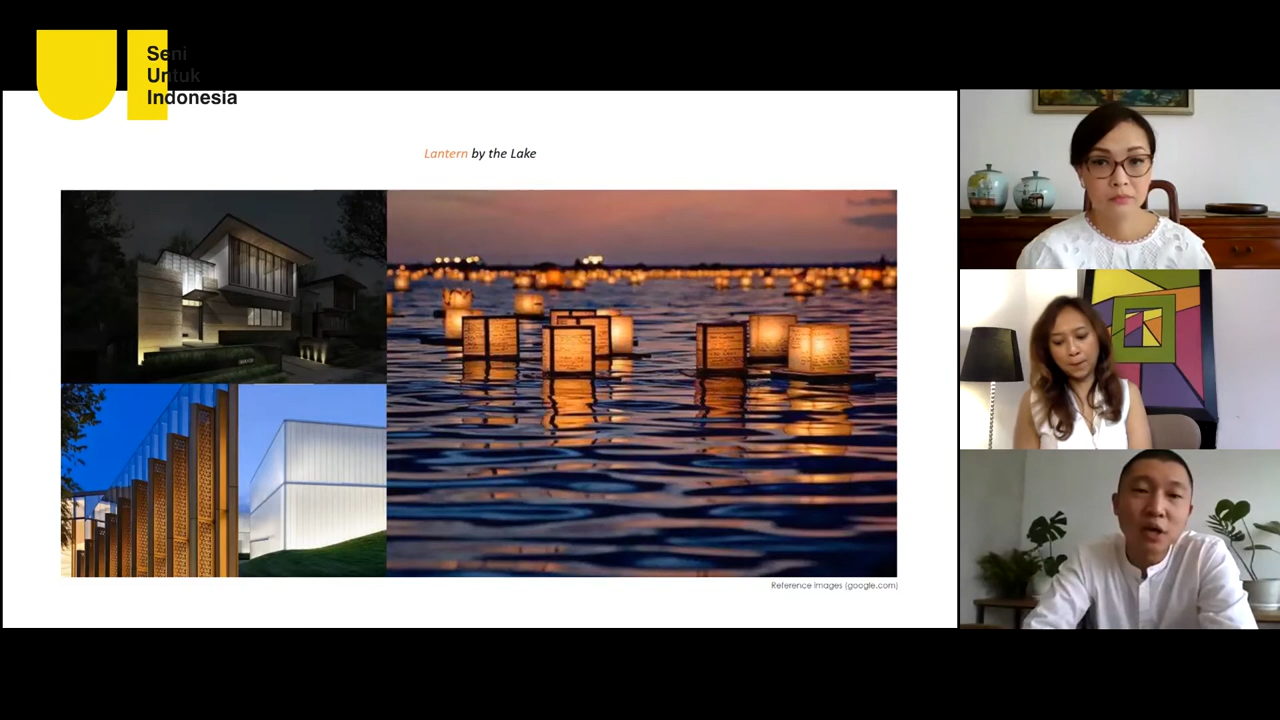 Seni
Untuk
Indonesia
Lantern by the Lake
Reference images (google.com)